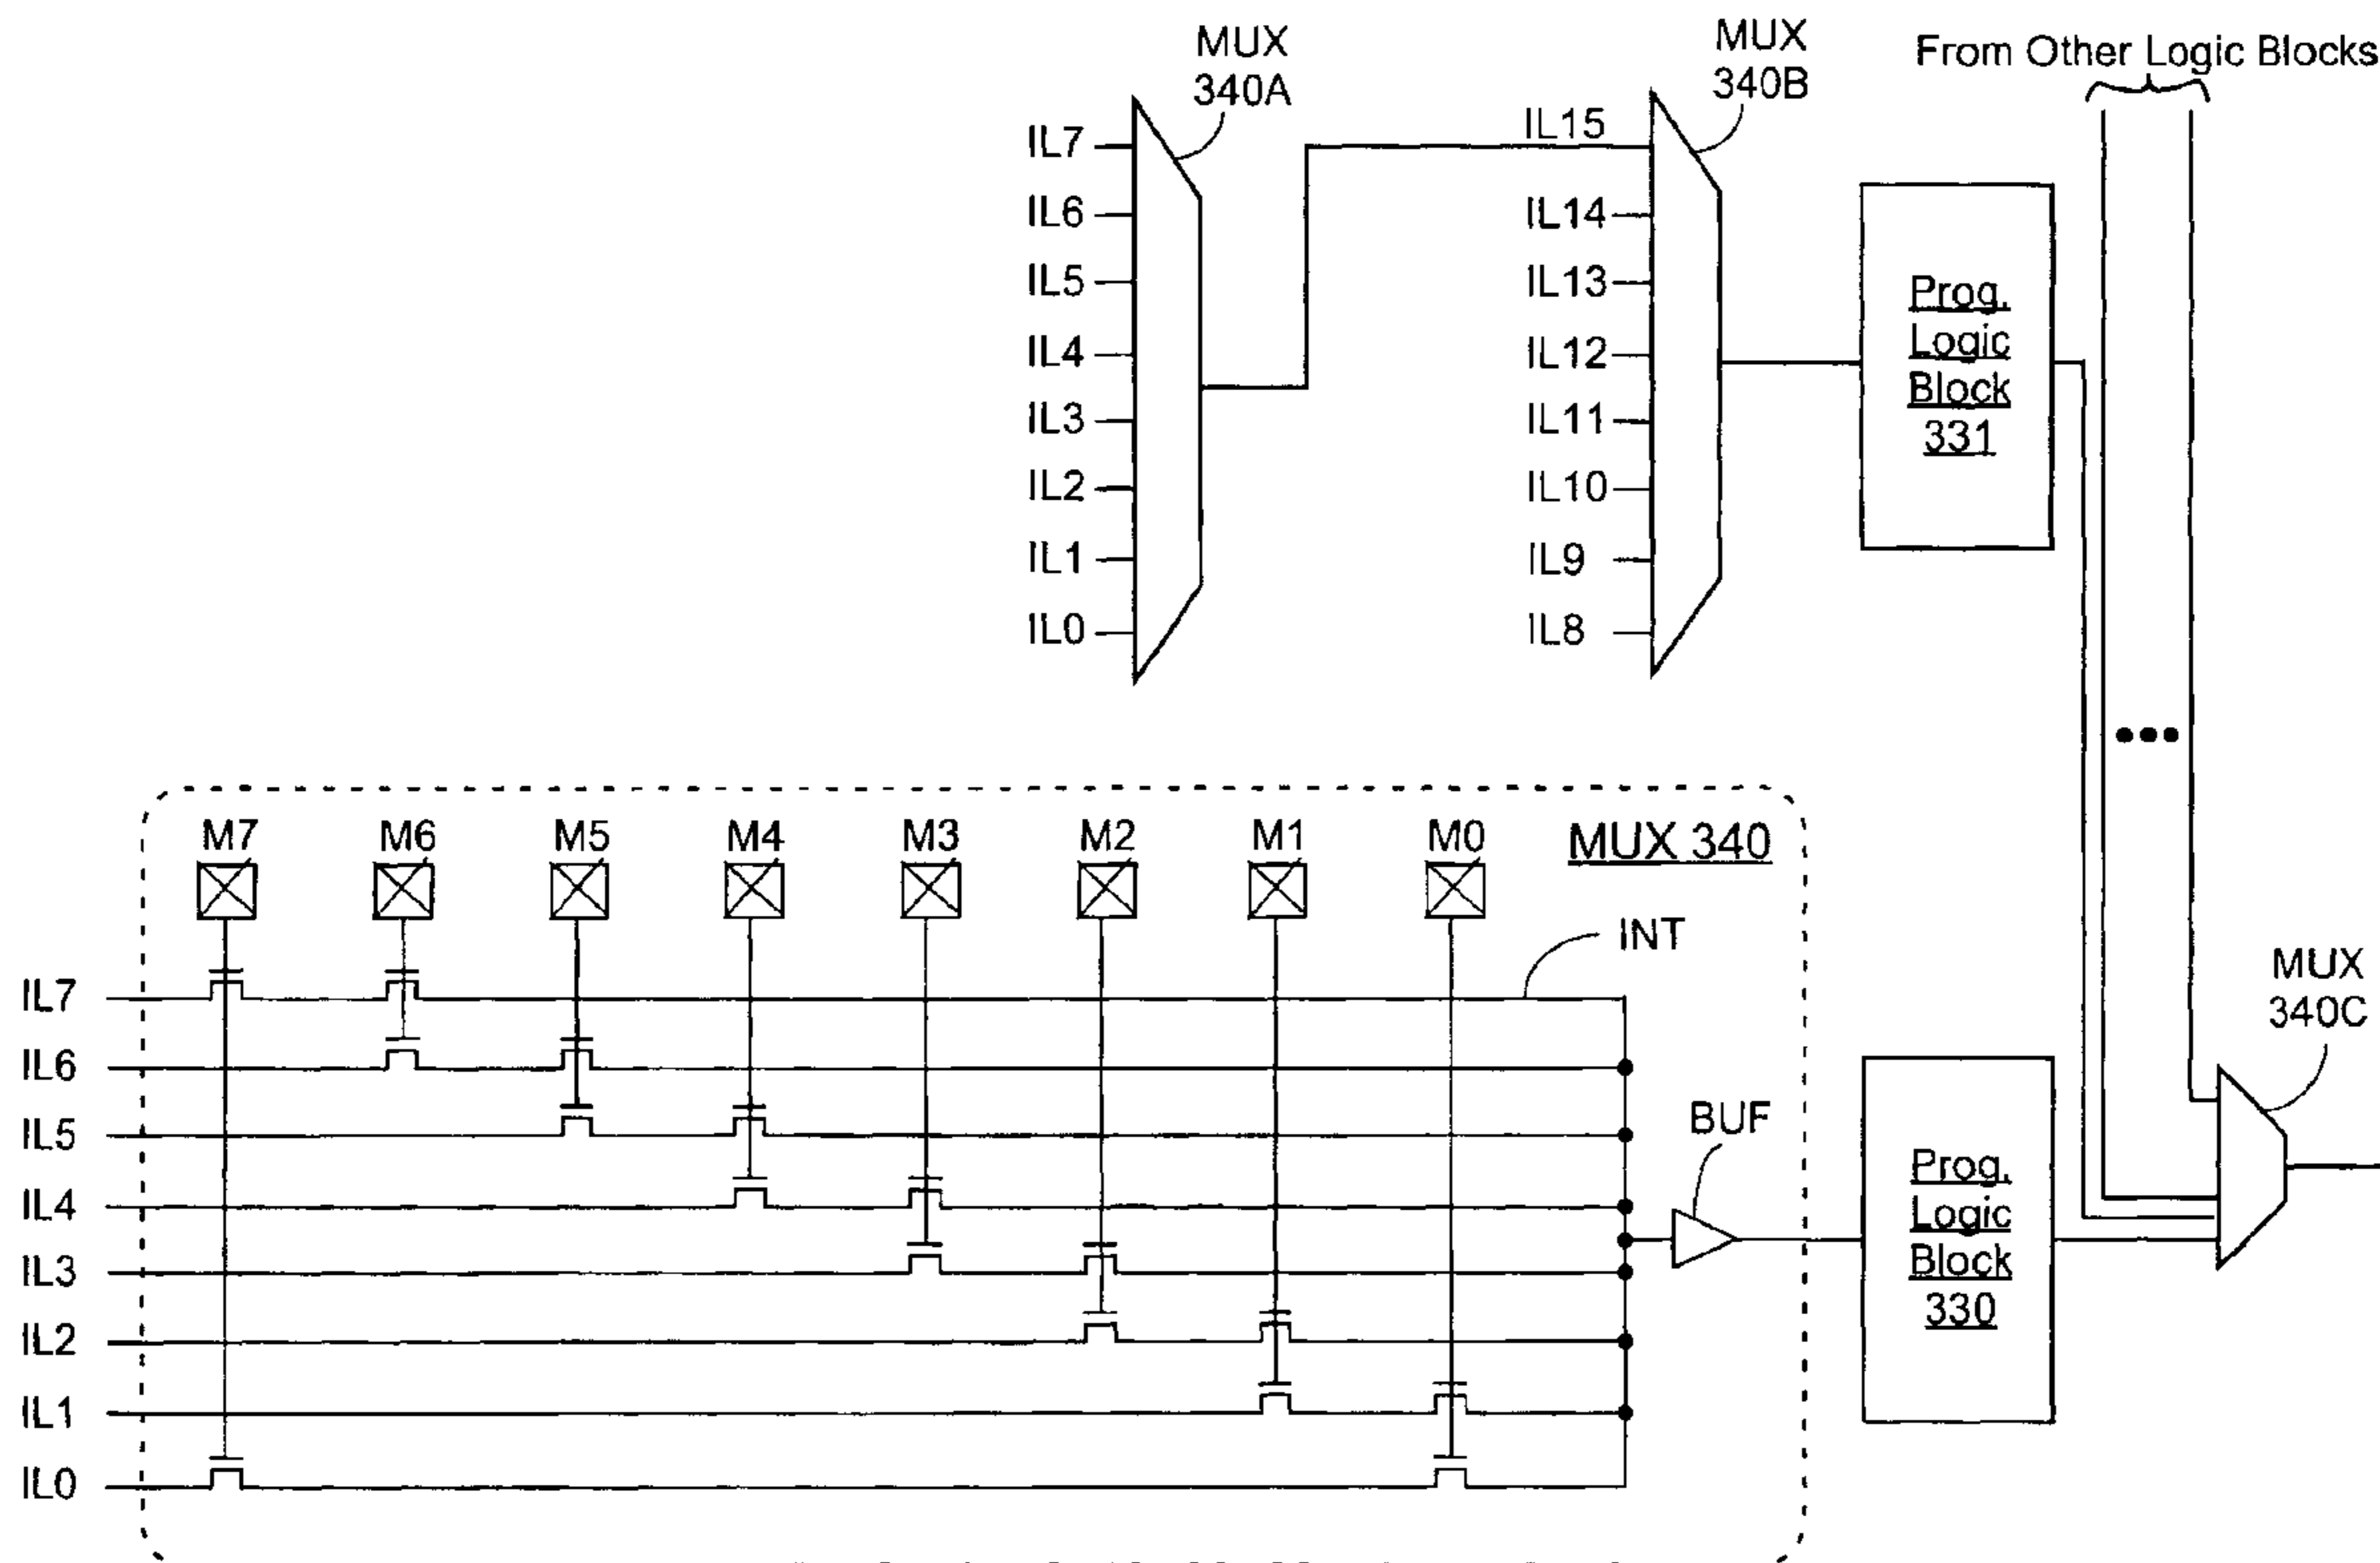 MUX
340A
MUX
340B
From Other Logic Blocks
IL7
IL6
IL5
IL4
IL3
IL2
IL1
IL0
IL15
IL14
IL13
IL12
IL11
IL10
IL9
IL8
Prog.
Logic
Block
331
M7
M6
M5
M4
M3
M2
M1
M0
MUX 340
INT
IL7
IL6
IL5
IL4
IL3
IL2
IL1
IL0
BUF
Prog.
Logic
Block
330
MUX
340C